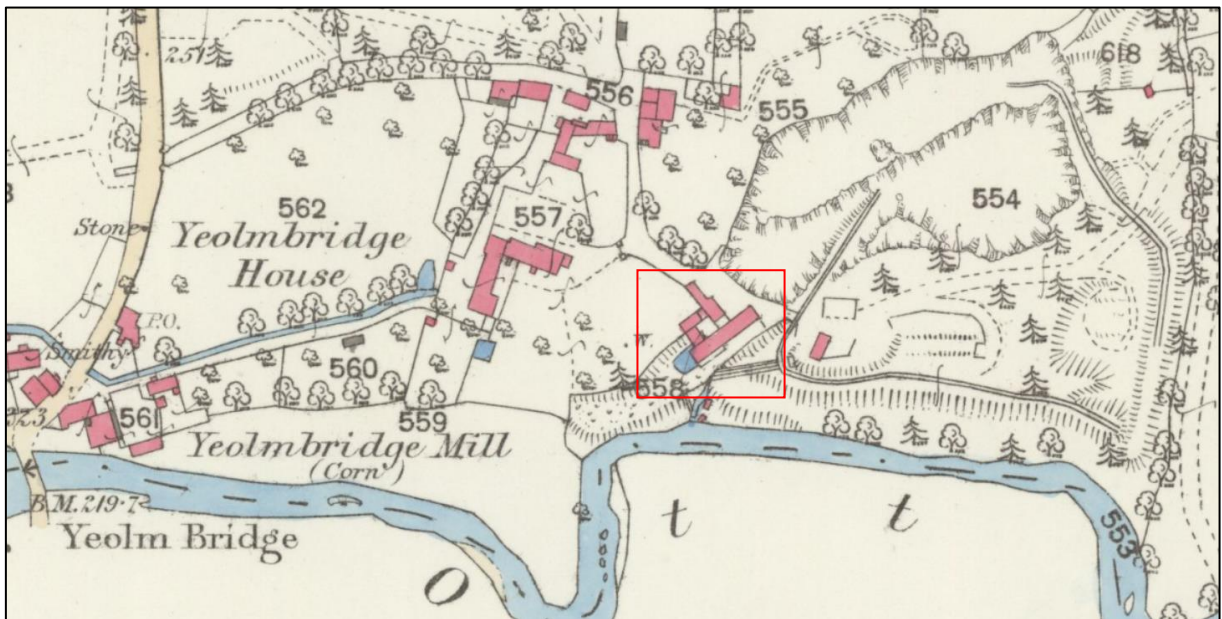 251
556
618
555
554
562
557
Stone
Yeolmbridge
House
P.O.
Smithy
W
560
558
561
559
Yeolmbridge Mill
(Corn)
B.M.219·7
Yeolm Bridge
t
t
553
O